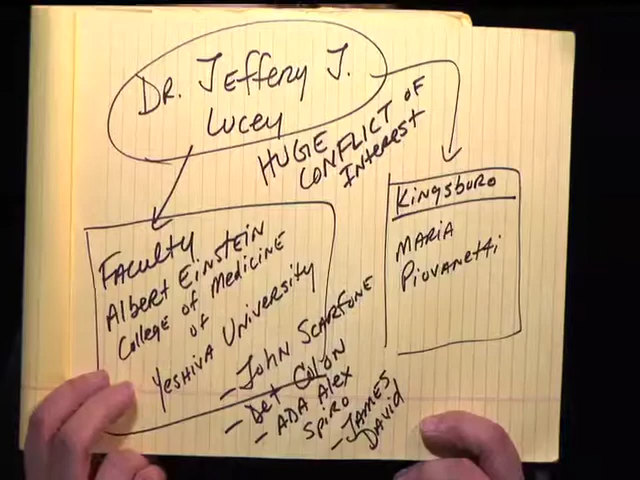 DR. Jeffery J.
Lucey
HUGE
CONFLICT OF
Interest
Kingsboro
MARIA
Piovanetti
Faculty
Albert Einstein
College of Medicine
of
Yeshiva University
- John Scarfone
- Det Colon
- ADA Alex
Spiro
- JAMES
David